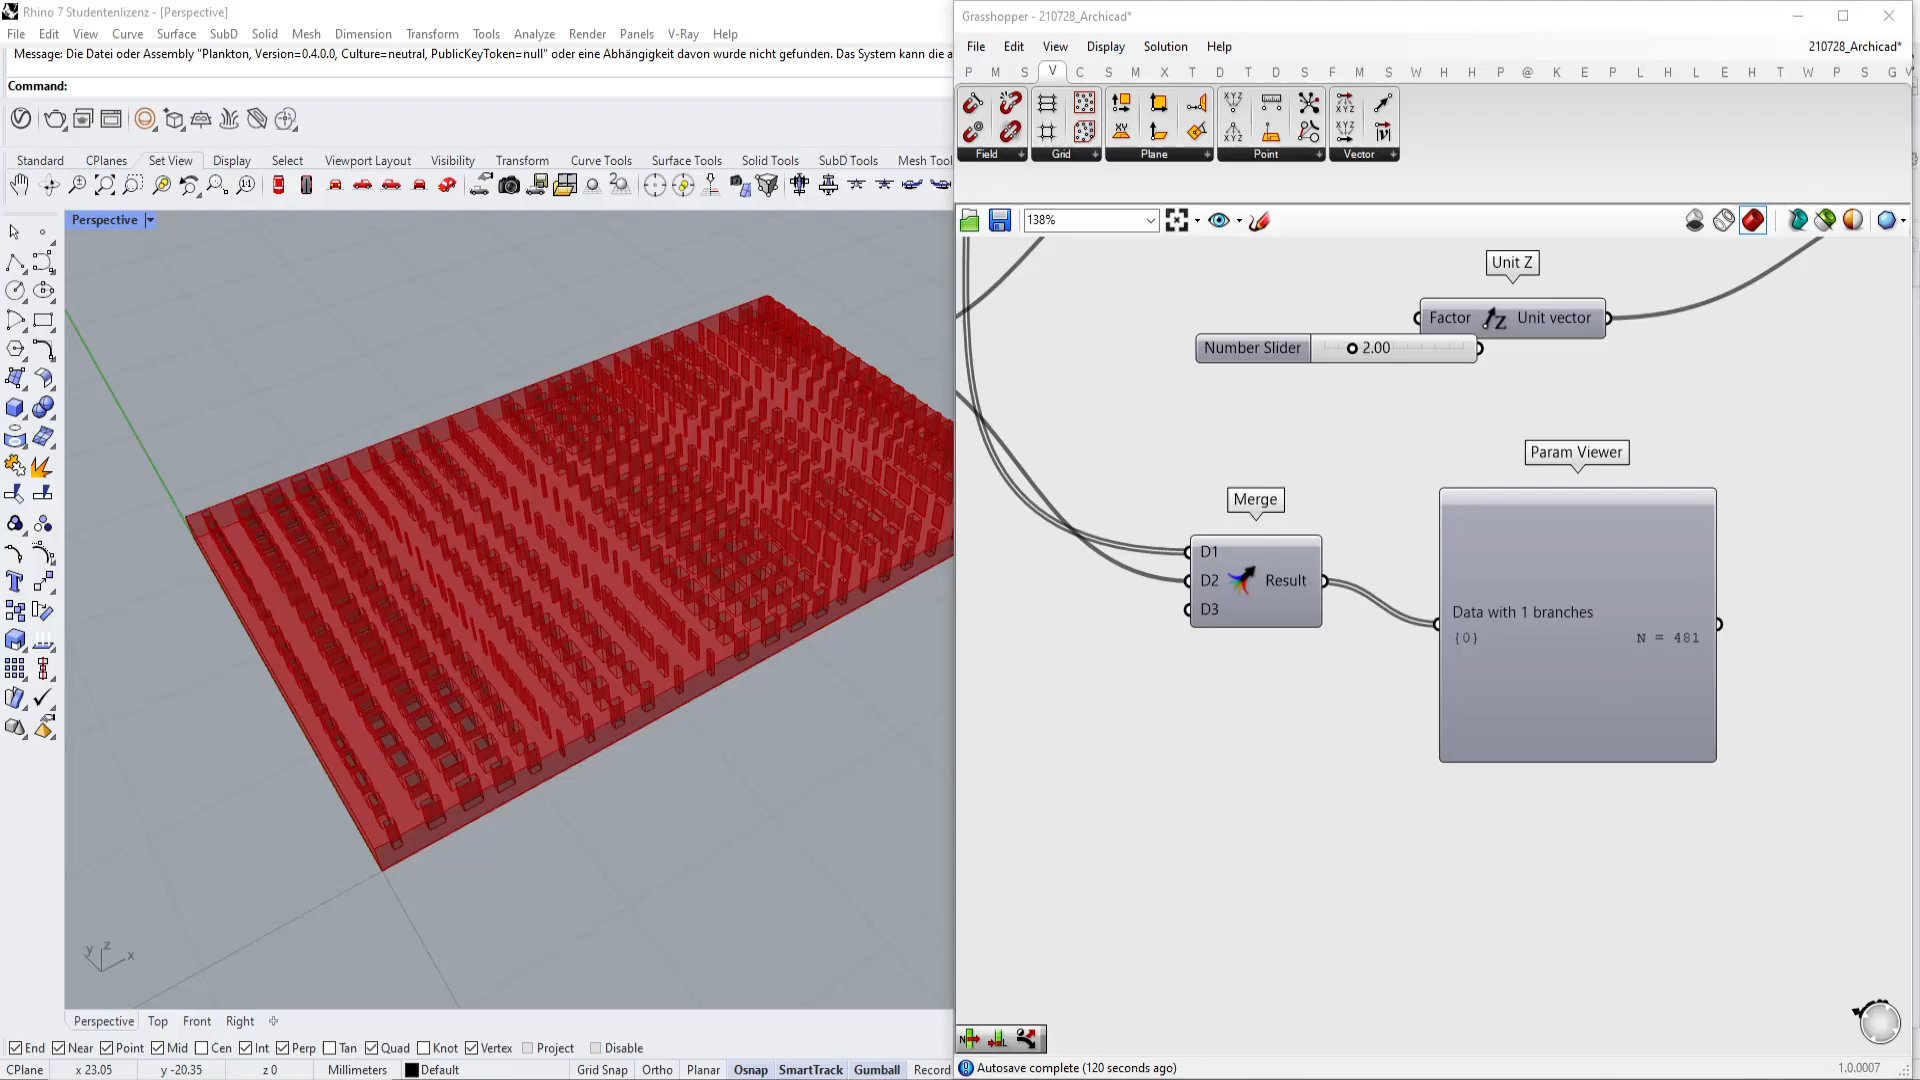 Rhino 7 Studentenlizenz - [Perspective]
File Edit View Curve Surface SubD Solid Mesh Dimension Transform Tools Analyze Render Panels V-Ray Help
Message: Die Datei oder Assembly "Plankton, Version=0.4.0.0, Culture=neutral, PublicKeyToken=null" oder eine Abhängigkeit davon wurde nicht gefunden. Das System kann die a
Command:
Standard CPlanes Set View Display Select Viewport Layout Visibility Transform Curve Tools Surface Tools Solid Tools SubD Tools Mesh Tool
Perspective
y z x
Perspective Top Front Right
End Near Point Mid Cen Int Perp Tan Quad Knot Vertex Project Disable
CPlane x 23.05 y -20.35 z 0 Millimeters Default Grid Snap Ortho Planar Osnap SmartTrack Gumball Record
Grasshopper - 210728_Archicad*
File Edit View Display Solution Help 210728_Archicad*
P M S V C S M X T D T D S F M S W H H P @ K E P L H L E H T W P S G V
Field Grid Plane Point Vector
138%
Unit Z
Factor Z Unit vector
Number Slider 2.00
Param Viewer
Merge
D1
D2 Result
D3
Data with 1 branches
{0} N = 481
Autosave complete (120 seconds ago) 1.0.0007